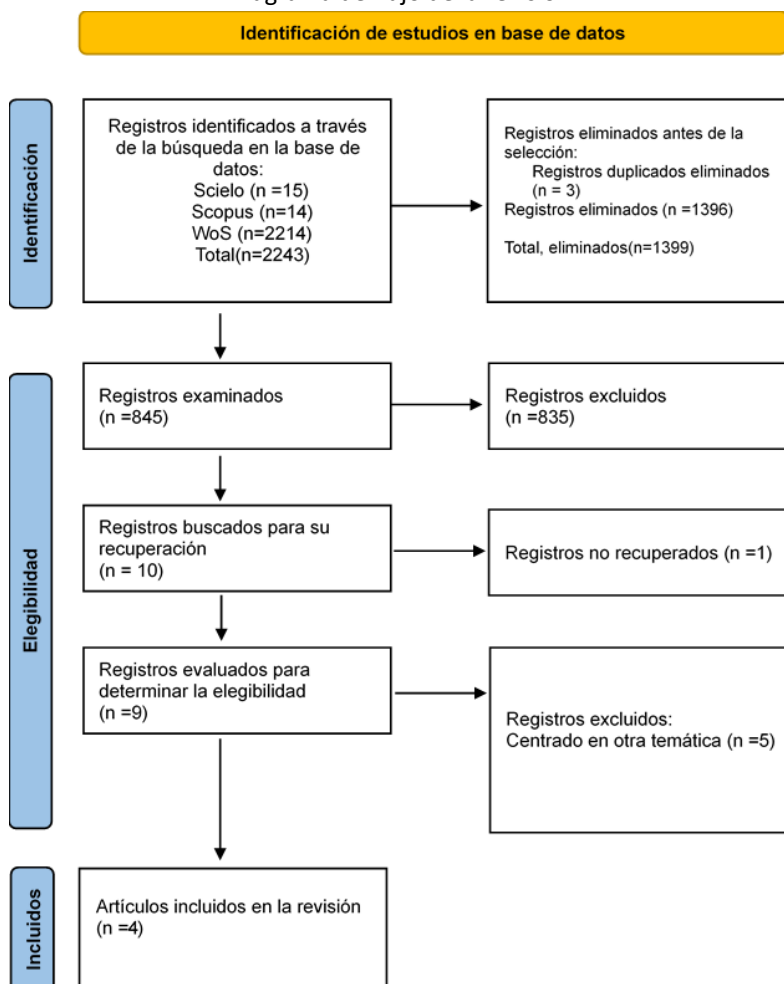 Identificación de estudios en base de datos
Identificación
Registros identificados a través
de la búsqueda en la base de
datos:
Scielo (n =15)
Scopus (n=14)
WoS (n=2214)
Total(n=2243)
Registros eliminados antes de la
selección:
Registros duplicados eliminados
(n = 3)
Registros eliminados (n =1396)
Total, eliminados(n=1399)
Elegibilidad
Registros examinados
(n =845)
Registros excluidos
(n =835)
Registros buscados para su
recuperación
(n = 10)
Registros no recuperados (n =1)
Registros evaluados para
determinar la elegibilidad
(n =9)
Registros excluidos:
Centrado en otra temática (n =5)
Incluidos
Artículos incluidos en la revisión
(n =4)